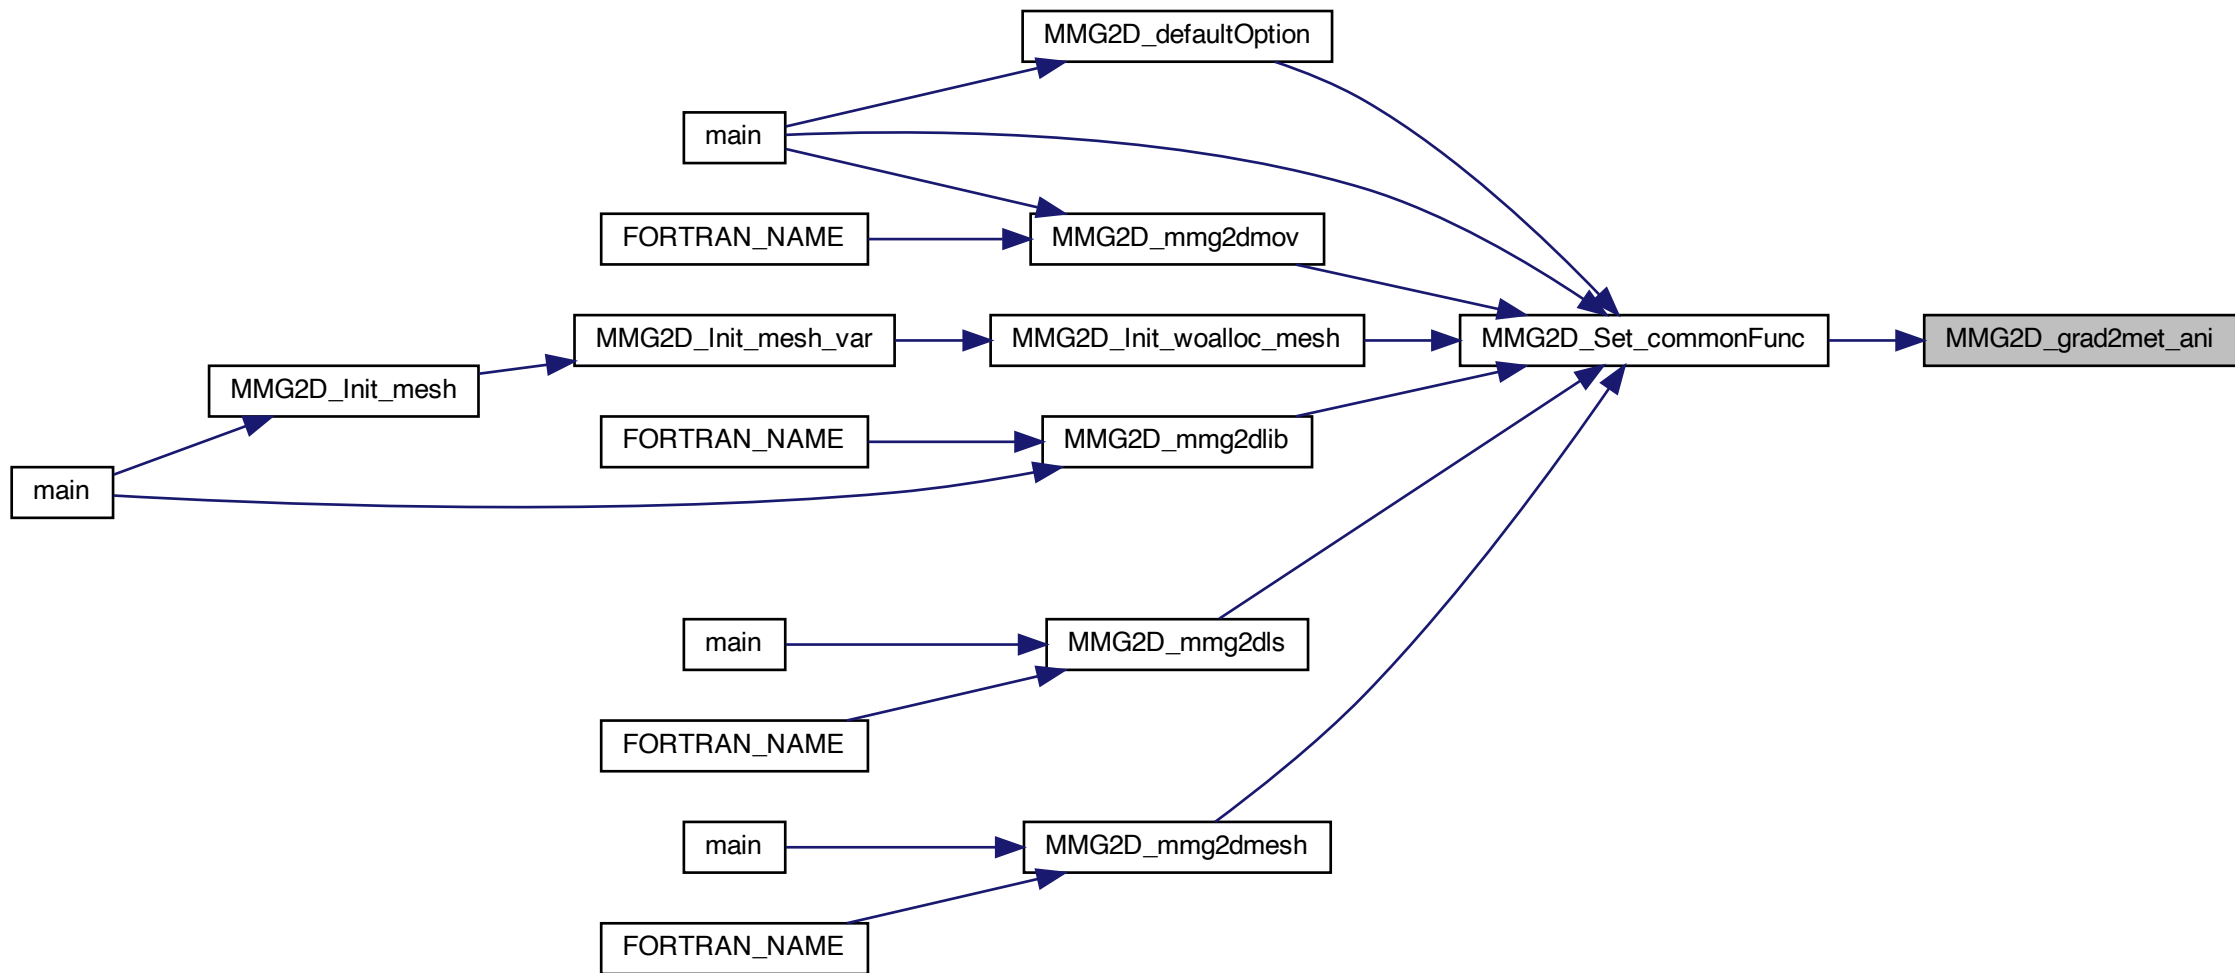 MMG2D_defaultOption
main
FORTRAN_NAME
MMG2D_mmg2dmov
MMG2D_Init_mesh_var
MMG2D_Init_woalloc_mesh
MMG2D_Set_commonFunc
MMG2D_grad2met_ani
MMG2D_Init_mesh
FORTRAN_NAME
MMG2D_mmg2dlib
main
main
MMG2D_mmg2dls
FORTRAN_NAME
main
MMG2D_mmg2dmesh
FORTRAN_NAME